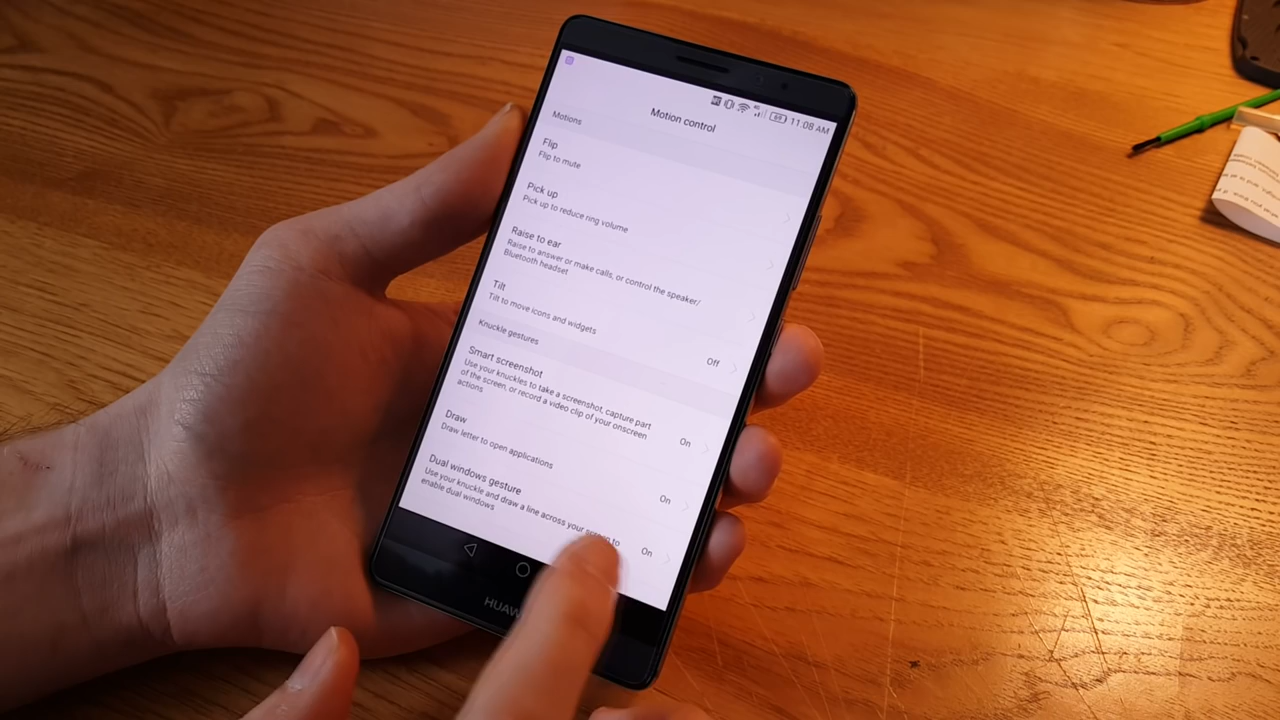 69 11:08 AM
Motion control
Motions
Flip
Flip to mute
Pick up
Pick up to reduce ring volume
Raise to ear
Raise to answer or make calls, or control the speaker/
Bluetooth headset
Tilt
Tilt to move icons and widgets
Off
Knuckle gestures
Smart screenshot
Use your knuckles to take a screenshot, capture part
of the screen, or record a video clip of your onscreen
actions
On
Draw
Draw letter to open applications
On
Dual windows gesture
Use your knuckle and draw a line across your screen to
enable dual windows
On